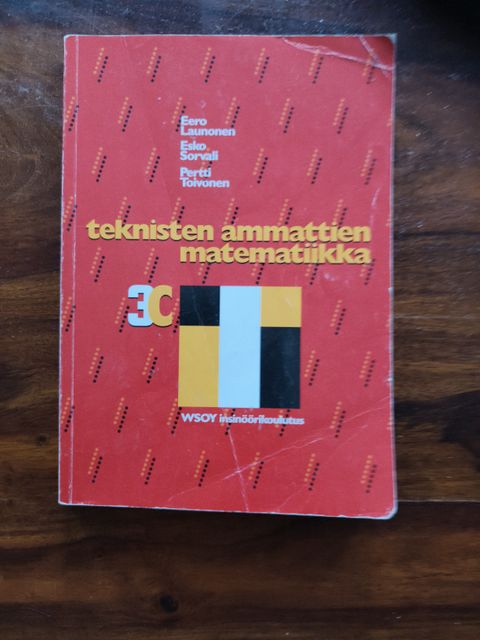 Eero
Launonen
Esko
Sorvali
Pertti
Toivonen
teknisten ammattien
matematiikka
3C
WSOY insinöörikoulutus